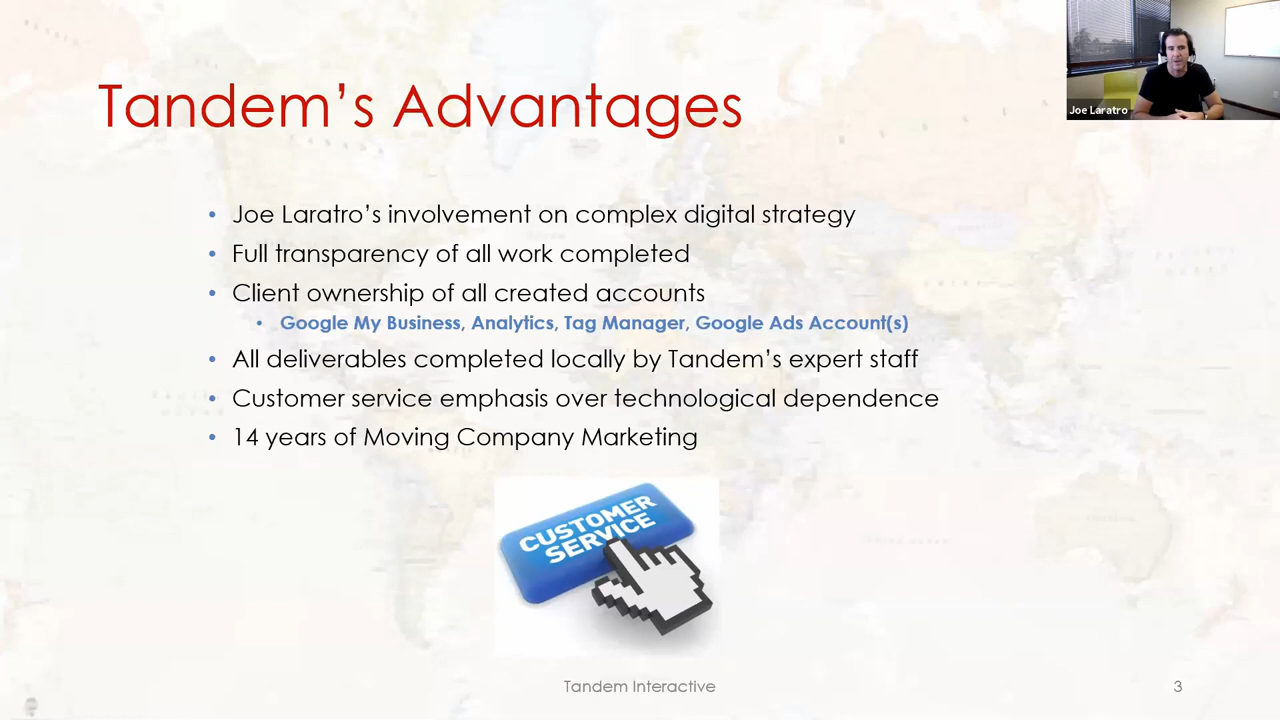 Joe Laratro
Tandem's Advantages
• Joe Laratro's involvement on complex digital strategy
• Full transparency of all work completed
• Client ownership of all created accounts
• Google My Business, Analytics, Tag Manager, Google Ads Account(s)
• All deliverables completed locally by Tandem's expert staff
• Customer service emphasis over technological dependence
• 14 years of Moving Company Marketing
CUSTOMER
SERVICE
Tandem Interactive
3